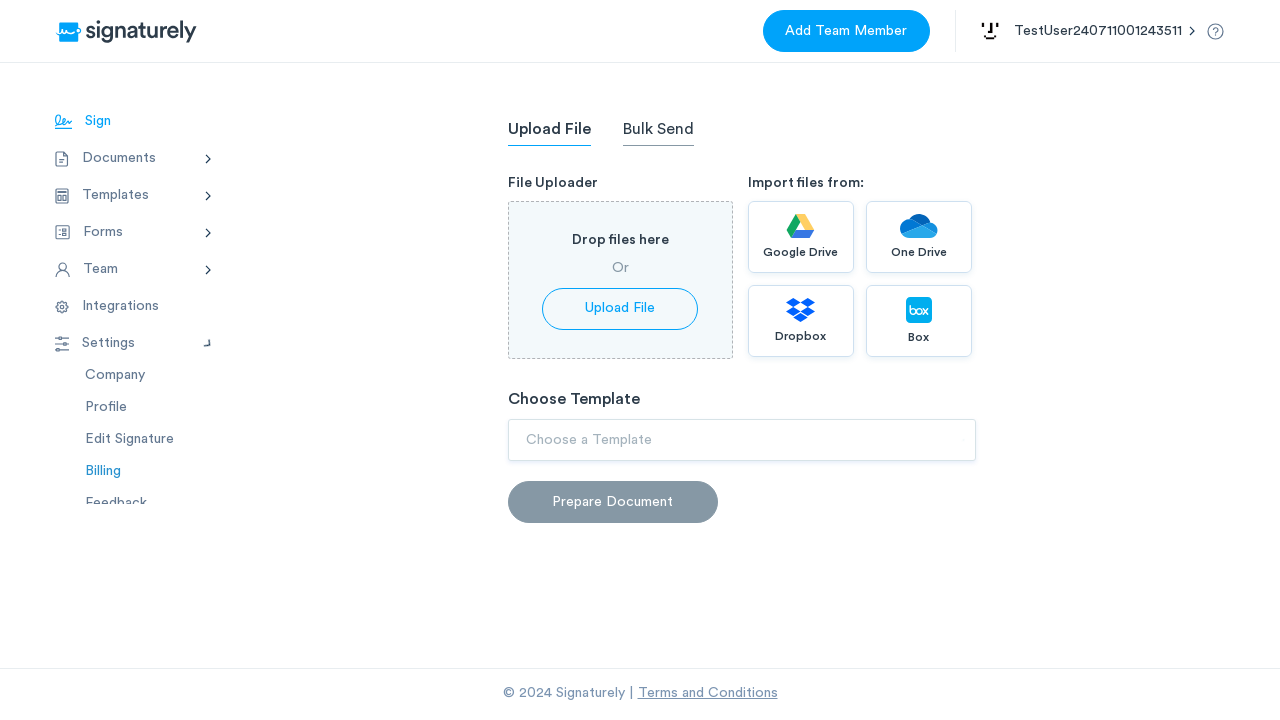 signaturely
Add Team Member
TestUser240711001243511
Sign
Documents
Templates
Forms
Team
Integrations
Settings
Company
Profile
Edit Signature
Billing
Feedback
Upload File
Bulk Send
File Uploader
Drop files here
Or
Upload File
Import files from:
Google Drive
One Drive
Dropbox
box
Box
Choose Template
Choose a Template
Prepare Document
© 2024 Signaturely | Terms and Conditions